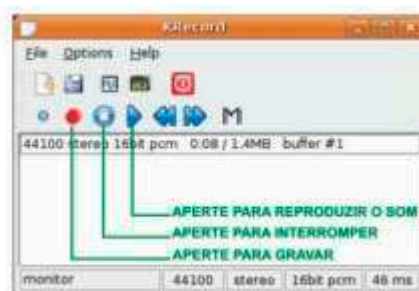 KRecord
File Options Help
M
44100 stereo 16bit pcm 0:08 / 1.4MB buffer #1
APERTE PARA REPRODUZIR O SOM
APERTE PARA INTERROMPER
APERTE PARA GRAVAR
monitor 44100 stereo 16bit pcm 46 ms